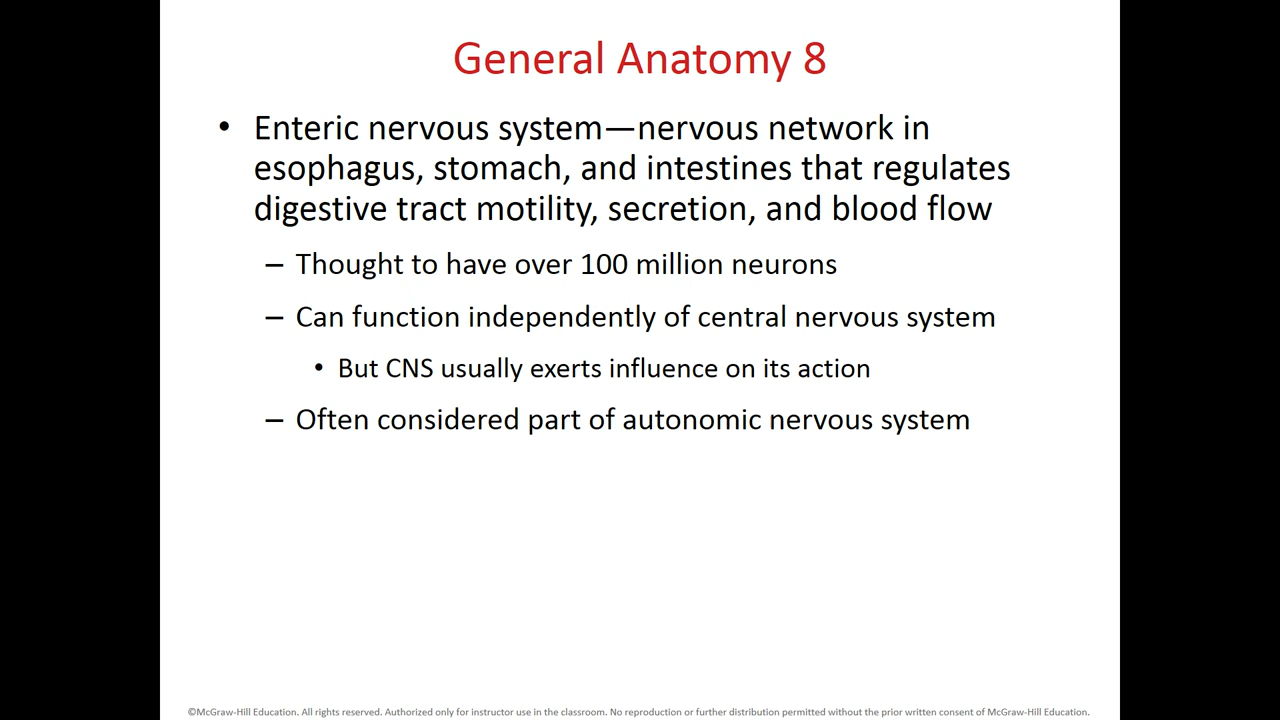 General Anatomy 8
• Enteric nervous system—nervous network in
esophagus, stomach, and intestines that regulates
digestive tract motility, secretion, and blood flow
– Thought to have over 100 million neurons
– Can function independently of central nervous system
• But CNS usually exerts influence on its action
– Often considered part of autonomic nervous system
©McGraw-Hill Education. All rights reserved. Authorized only for instructor use in the classroom. No reproduction or further distribution permitted without the prior written consent of McGraw-Hill Education.